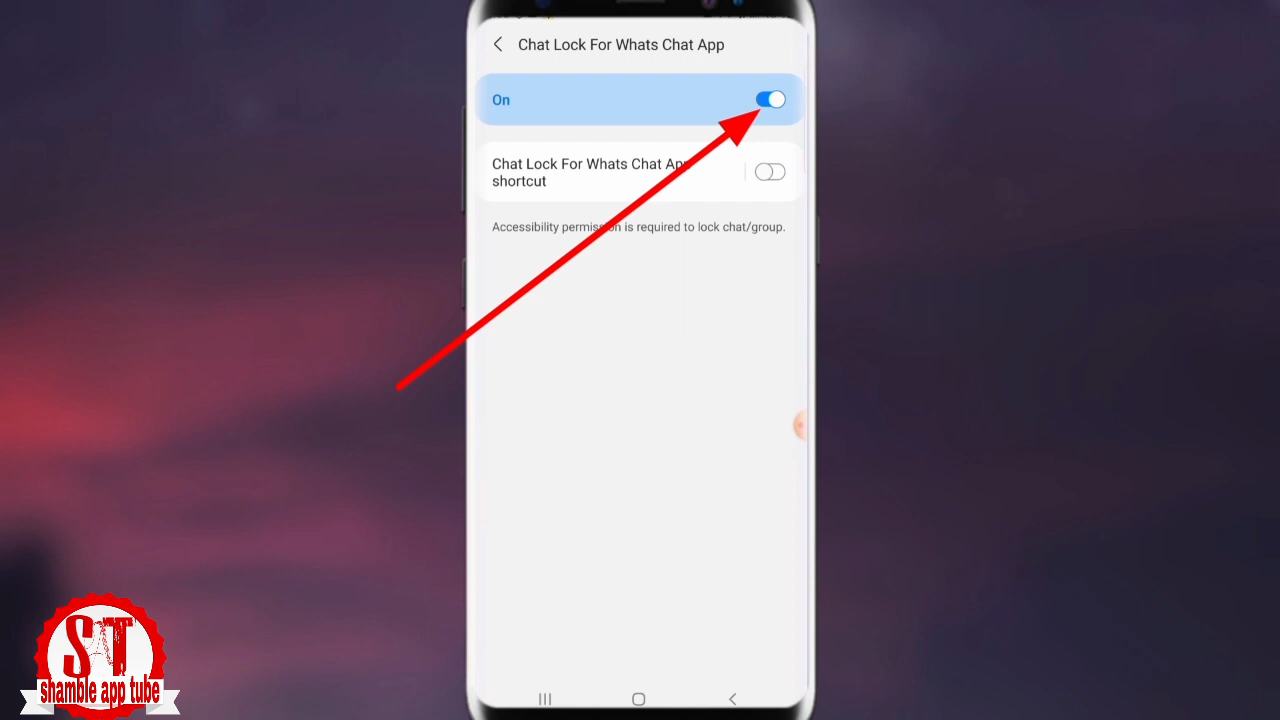 Chat Lock For Whats Chat App
On
Chat Lock For Whats Chat App
shortcut
Accessibility permission is required to lock chat/group.
SAT
shamble app tube